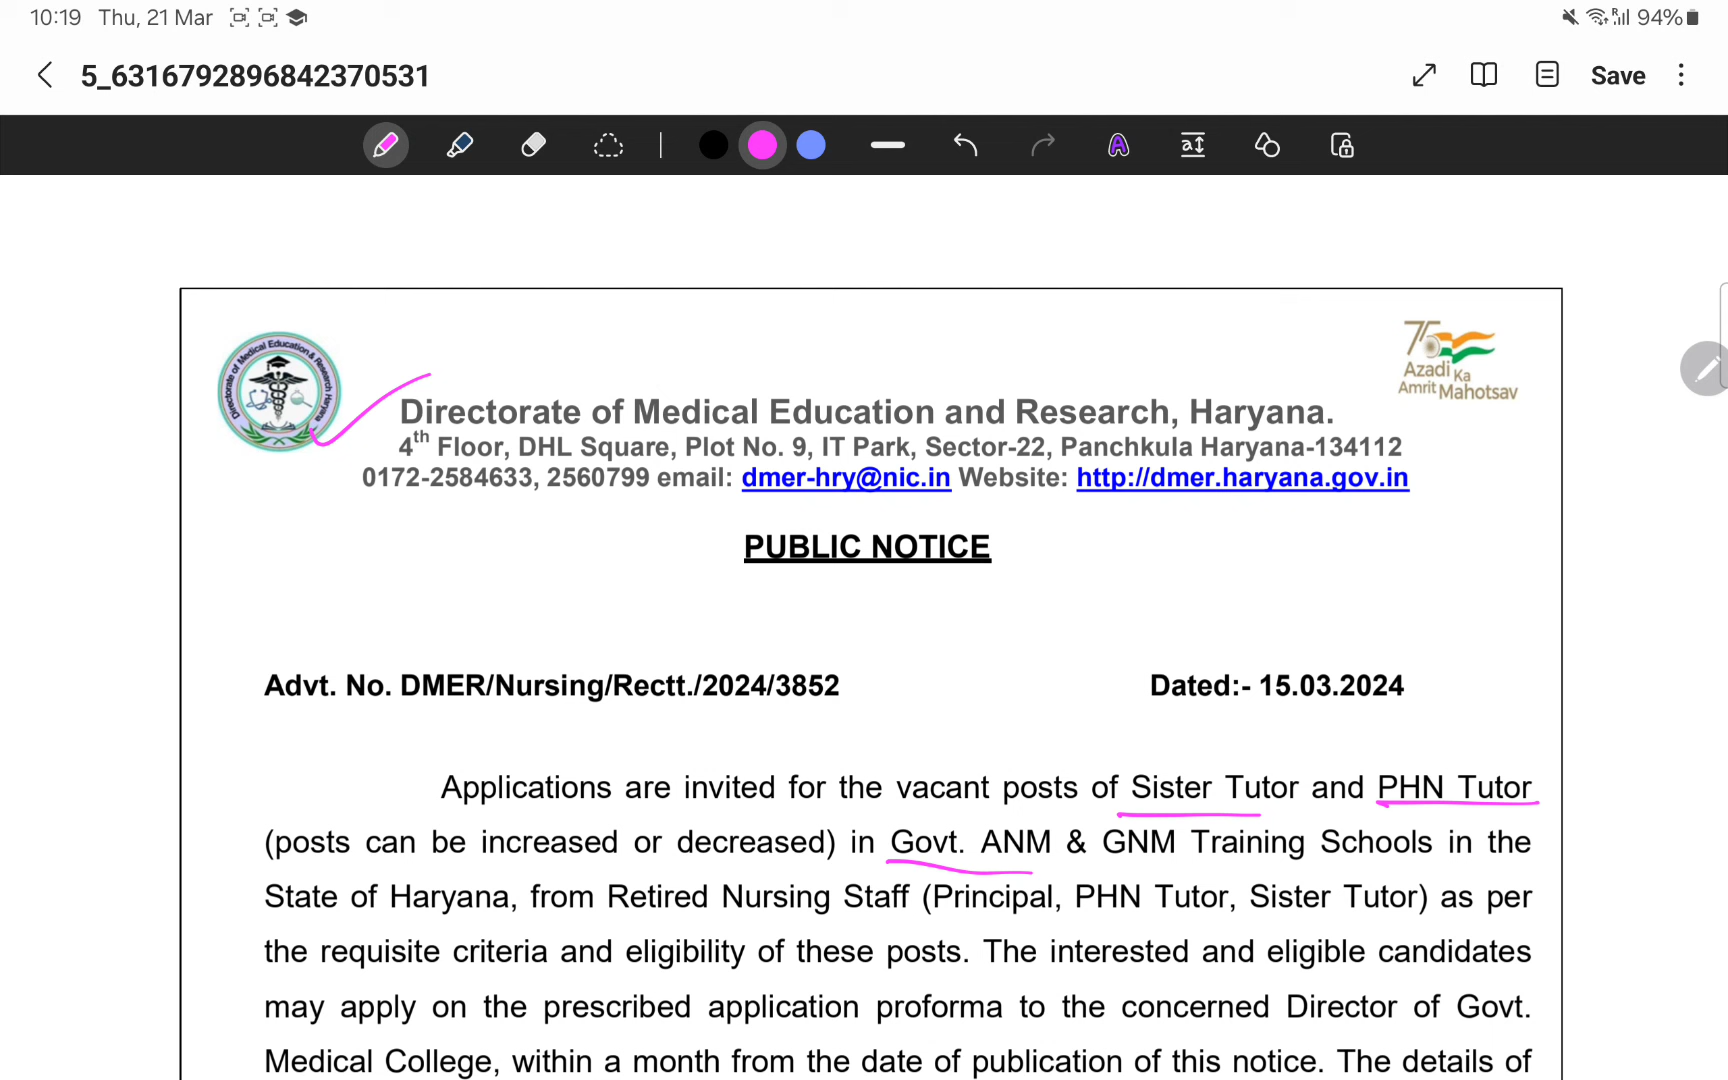 10:19 Thu, 21 Mar 94%
5_6316792896842370531 Save
Directorate of Medical Education & Research Haryana
75
Azadi Ka
Amrit Mahotsav
Directorate of Medical Education and Research, Haryana.
4th Floor, DHL Square, Plot No. 9, IT Park, Sector-22, Panchkula Haryana-134112
0172-2584633, 2560799 email: dmer-hry@nic.in Website: http://dmer.haryana.gov.in
PUBLIC NOTICE
Advt. No. DMER/Nursing/Rectt./2024/3852 Dated:- 15.03.2024
Applications are invited for the vacant posts of Sister Tutor and PHN Tutor
(posts can be increased or decreased) in Govt. ANM & GNM Training Schools in the
State of Haryana, from Retired Nursing Staff (Principal, PHN Tutor, Sister Tutor) as per
the requisite criteria and eligibility of these posts. The interested and eligible candidates
may apply on the prescribed application proforma to the concerned Director of Govt.
Medical College, within a month from the date of publication of this notice. The details of